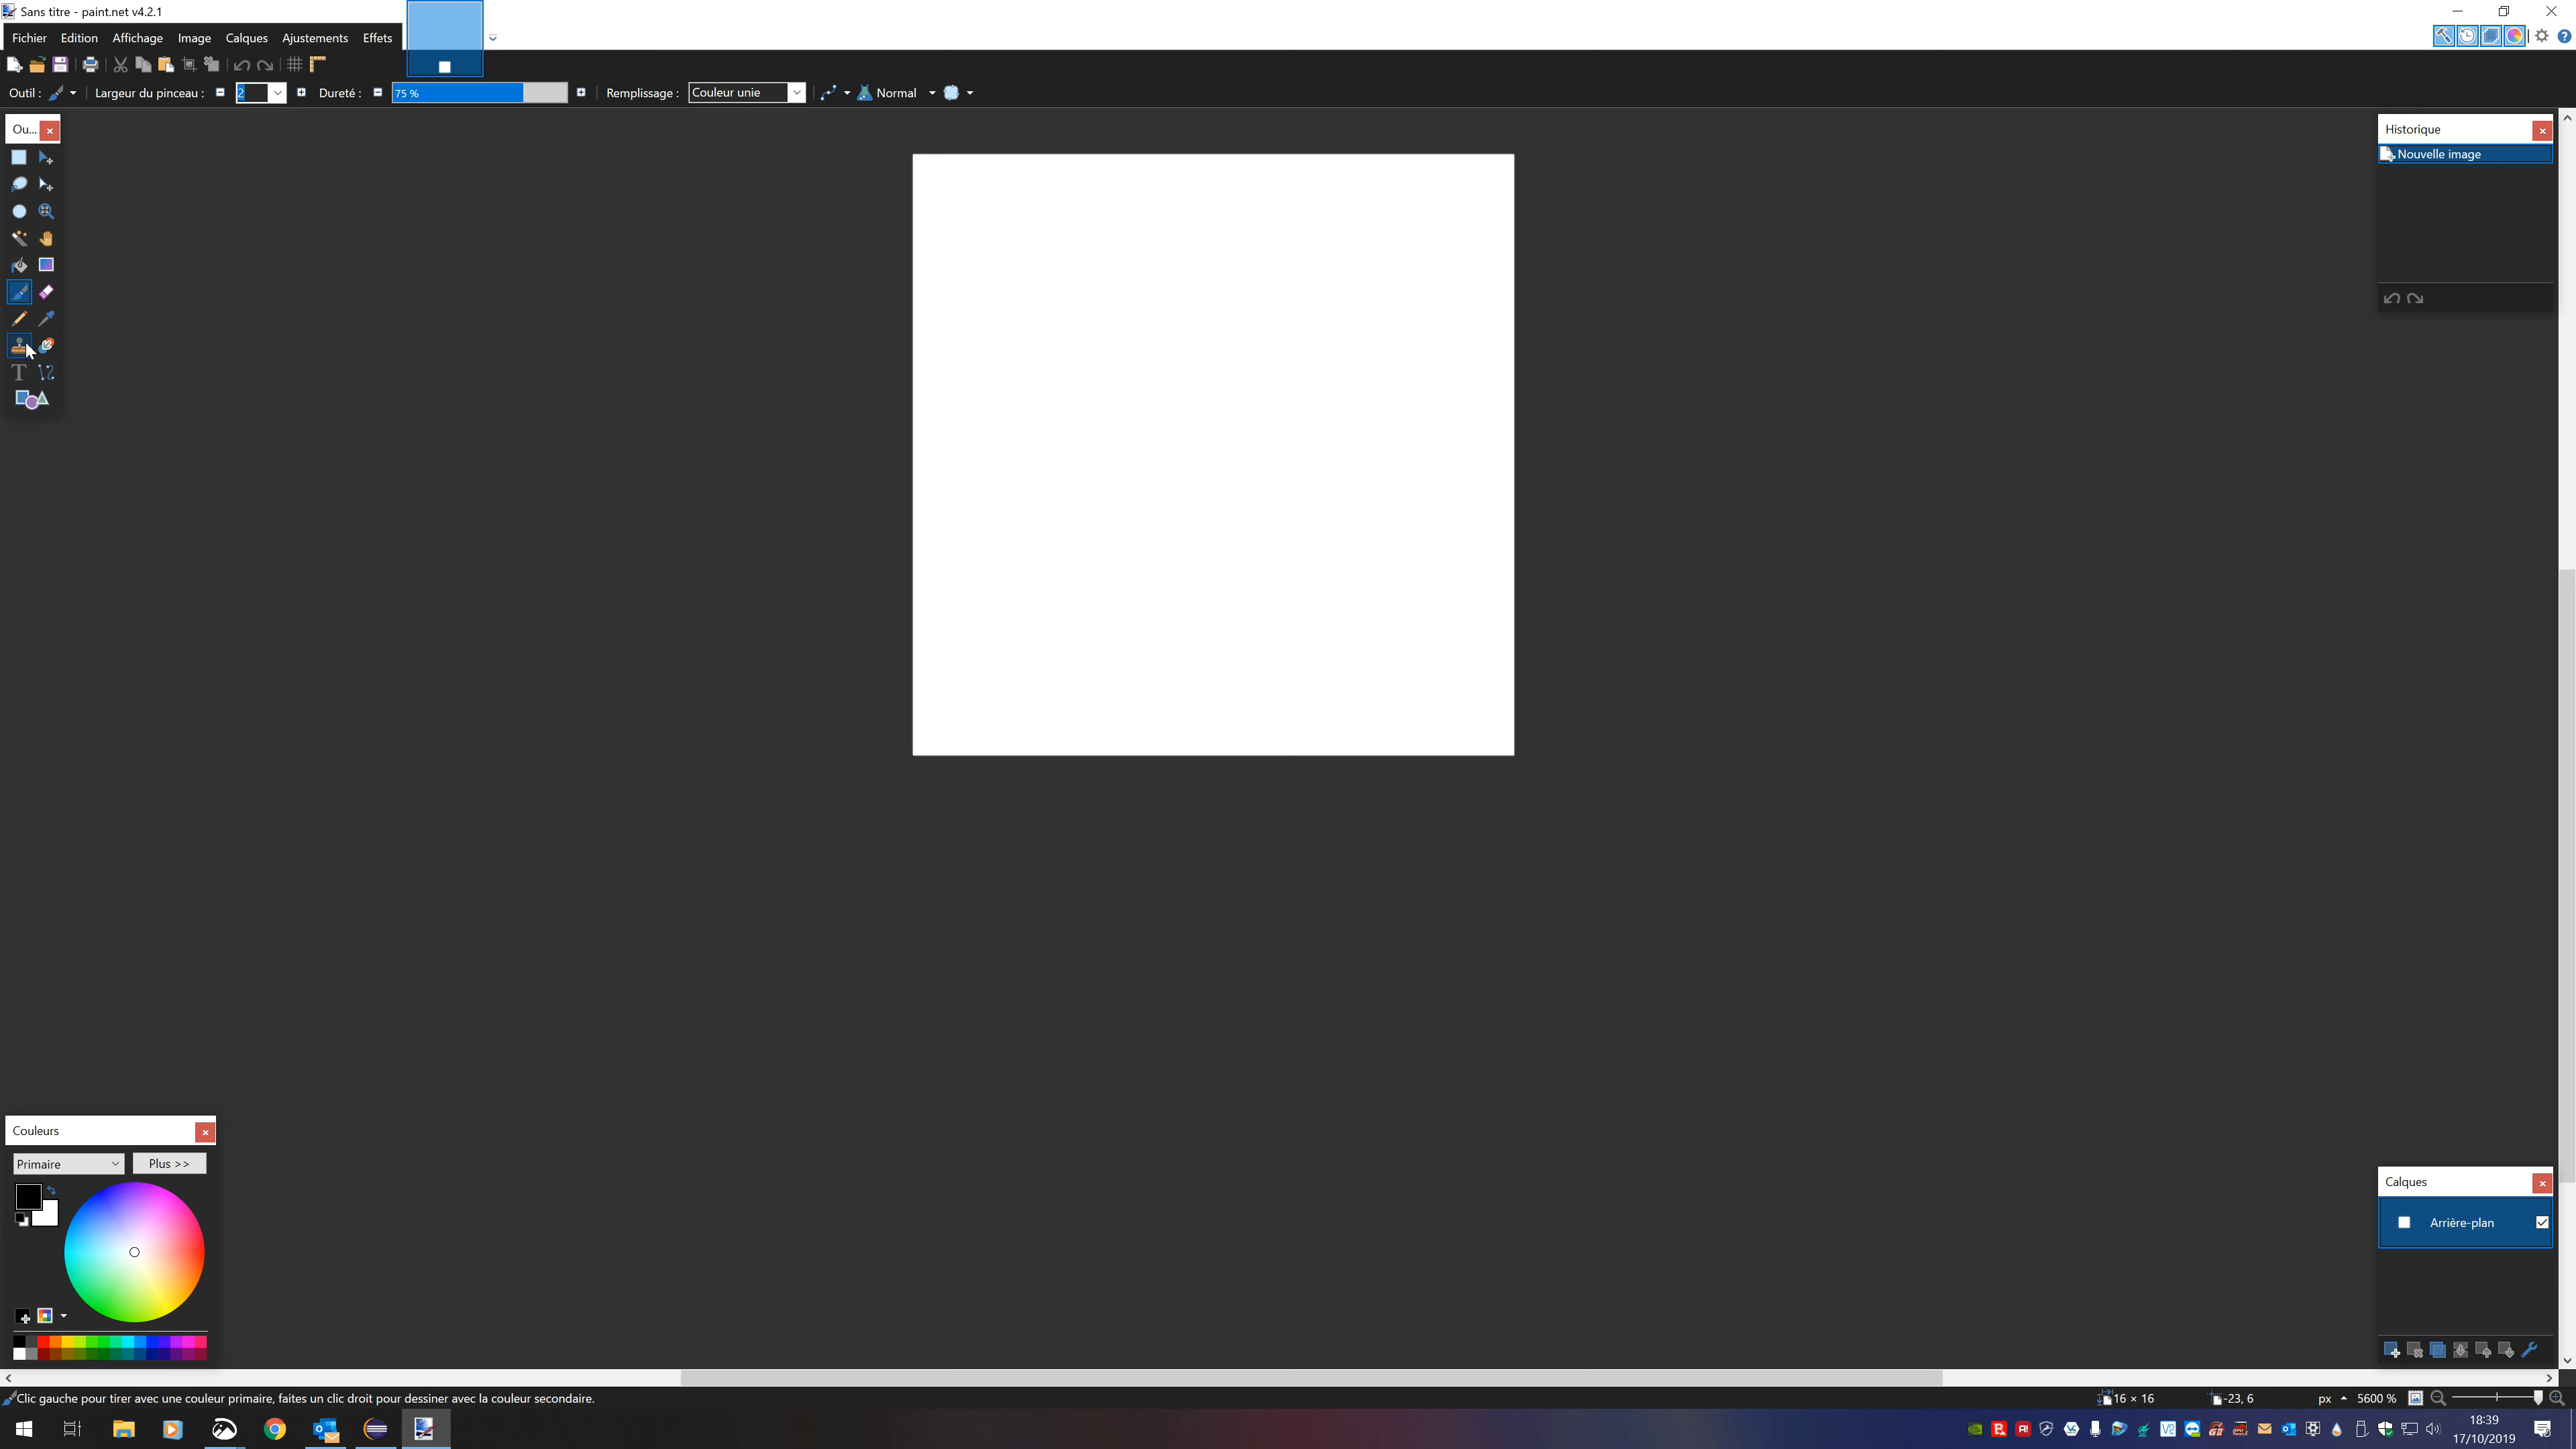 Sans titre - paint.net v4.2.1
Fichier Edition Affichage Image Calques Ajustements Effets
Outil : Largeur du pinceau : 2 Dureté : 75 % Remplissage : Couleur unie Normal
Ou...
Historique
Nouvelle image
Couleurs
Primaire Plus >>
Calques
Arrière-plan
Clic gauche pour tirer avec une couleur primaire, faites un clic droit pour dessiner avec la couleur secondaire.
16 × 16 -23, 6 px 5600 %
18:39
17/10/2019